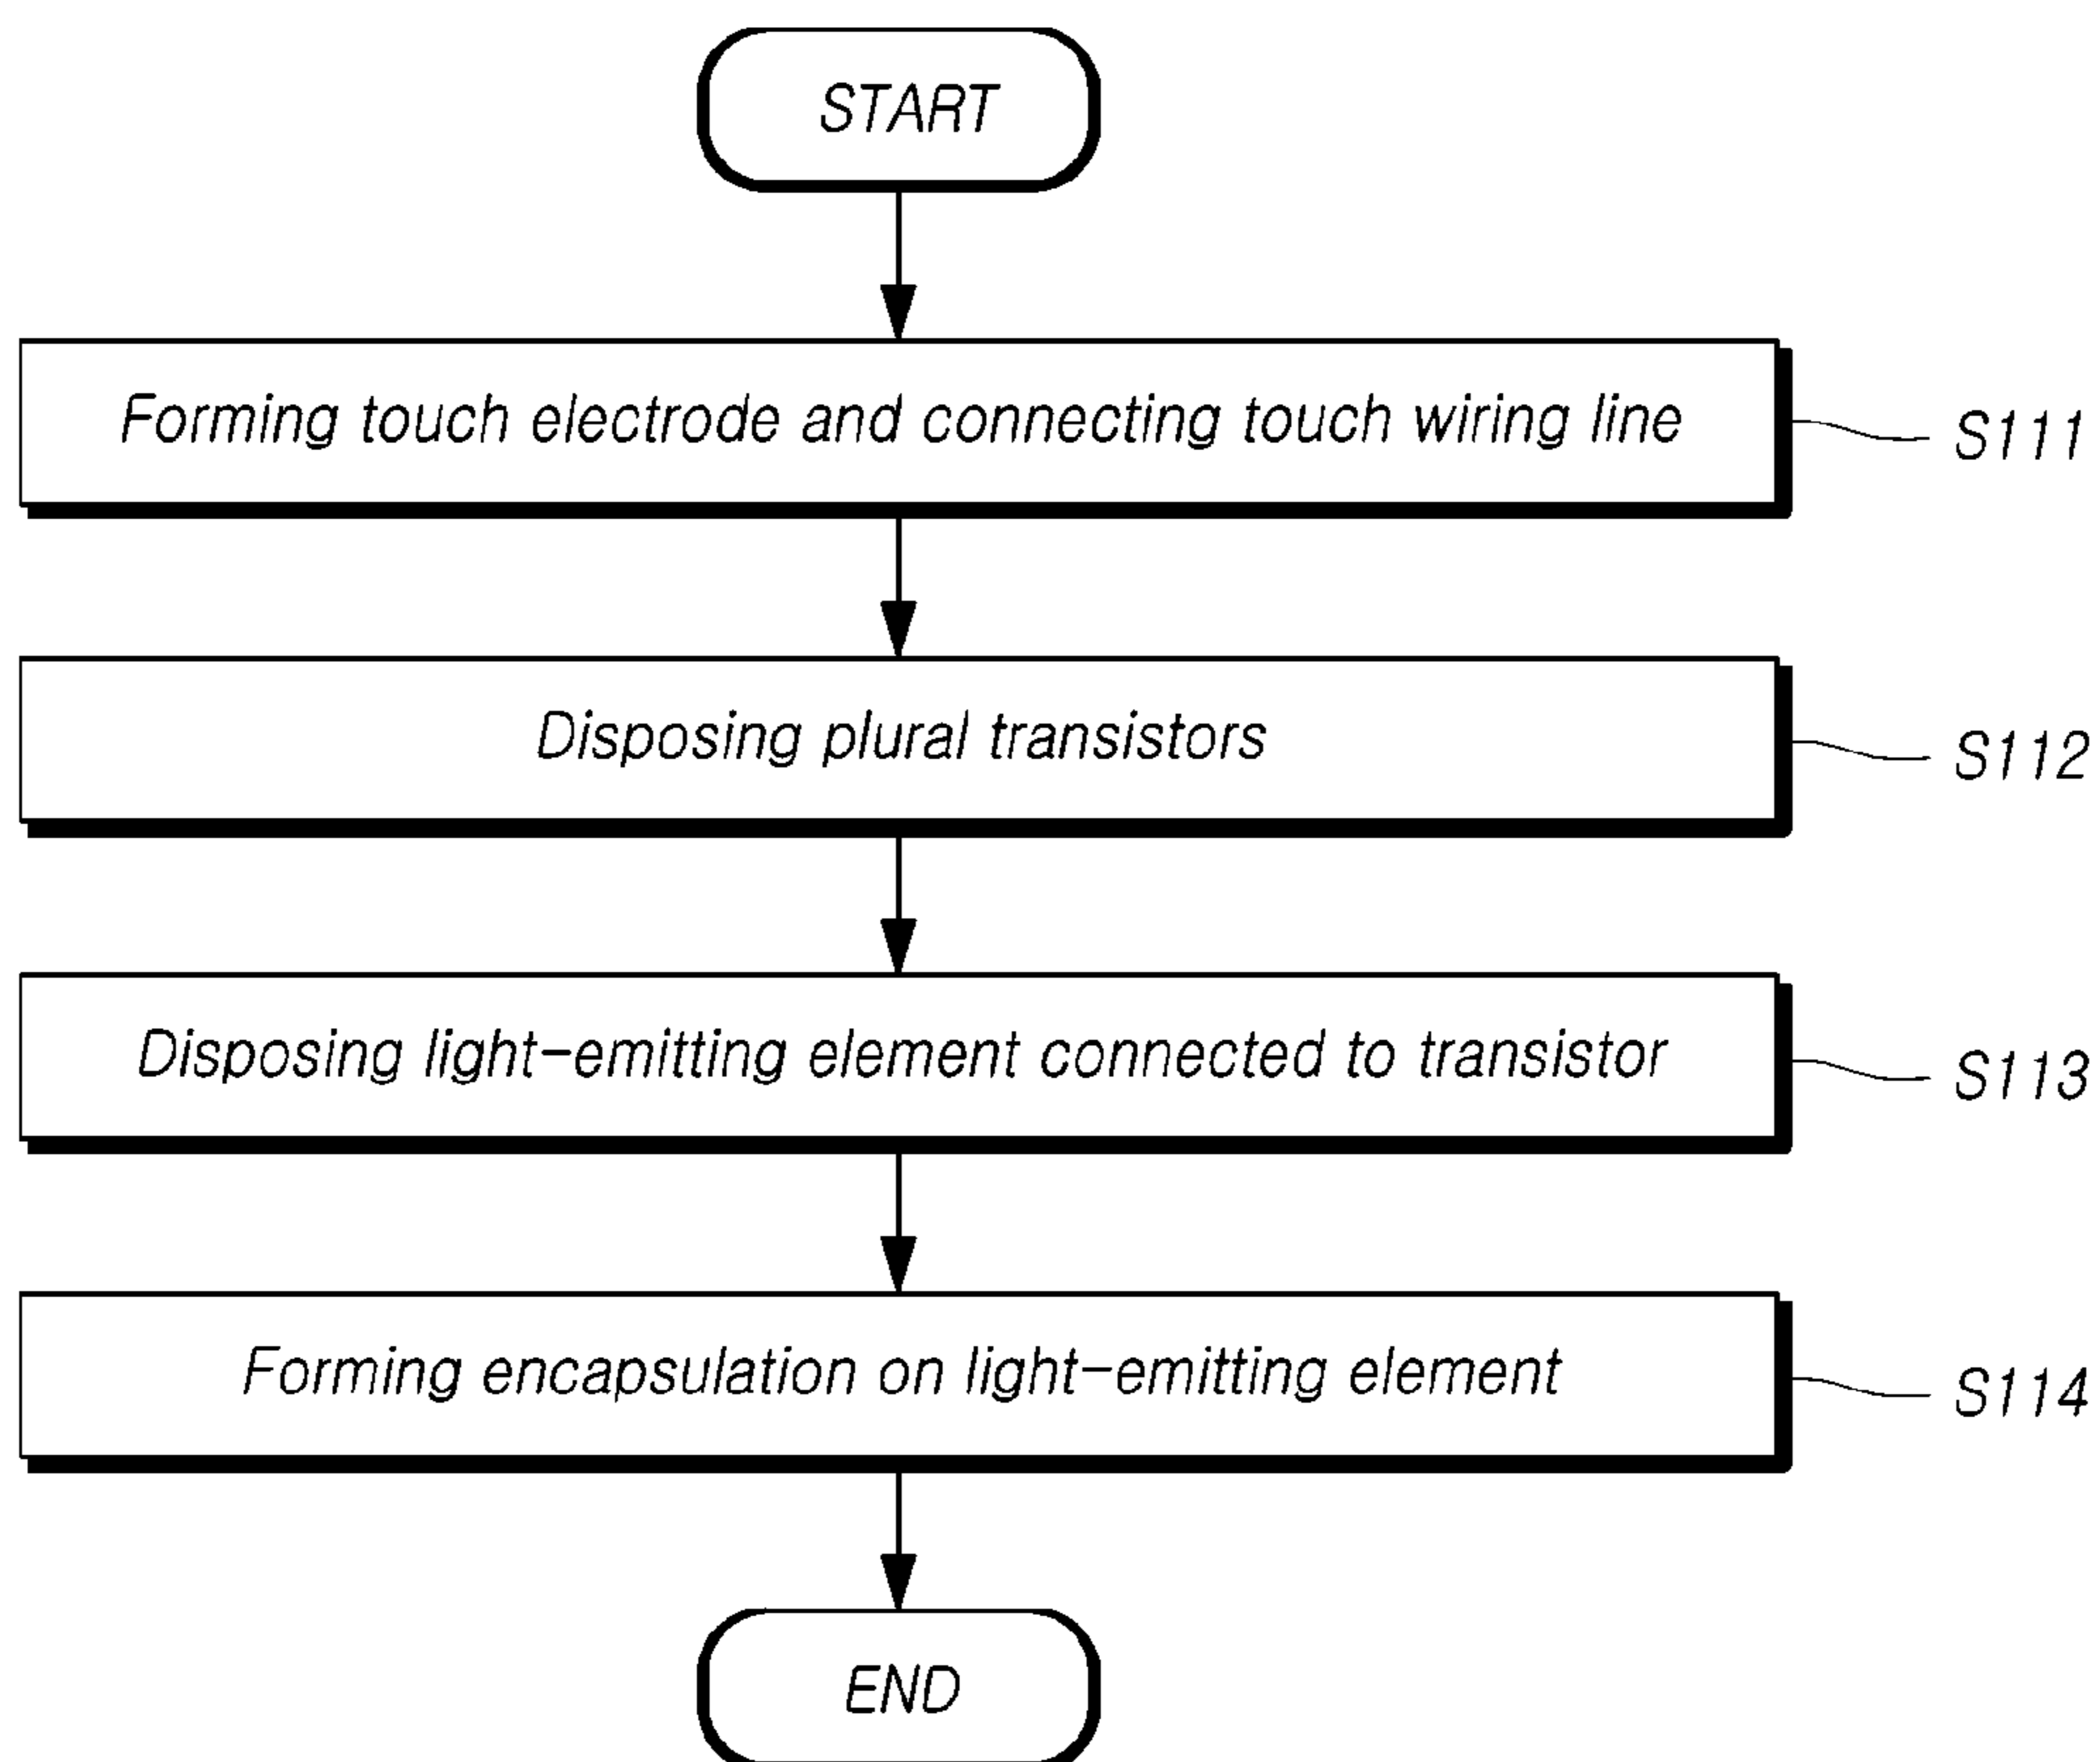 START
Forming touch electrode and connecting touch wiring line
S111
Disposing plural transistors
S112
Disposing light-emitting element connected to transistor
S113
Forming encapsulation on light-emitting element
S114
END